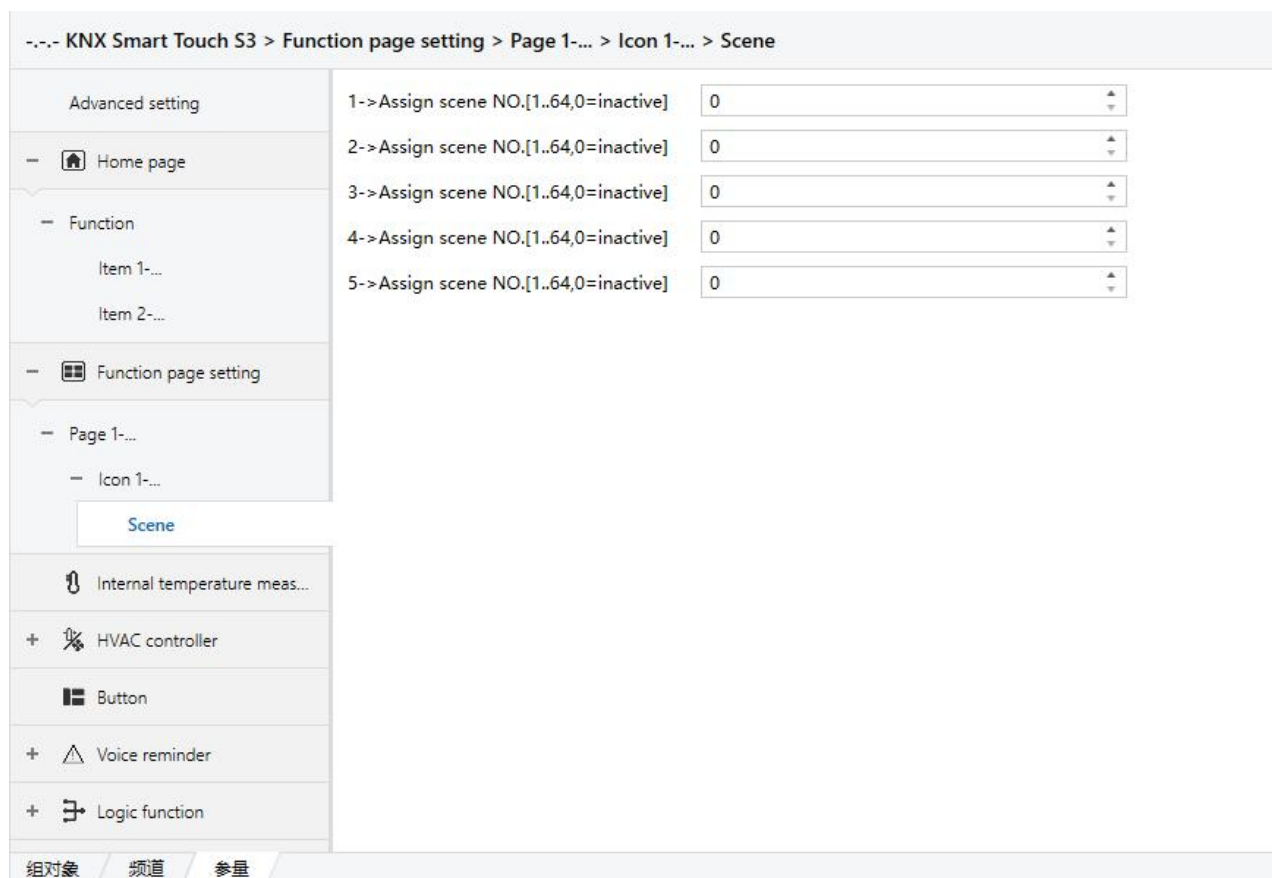 -.-.- KNX Smart Touch S3 > Function page setting > Page 1-... > Icon 1-... > Scene
Advanced setting
Home page
Function
Item 1-...
Item 2-...
Function page setting
Page 1-...
Icon 1-...
Scene
Internal temperature meas...
HVAC controller
Button
Voice reminder
Logic function
1->Assign scene NO.[1..64,0=inactive] 0
2->Assign scene NO.[1..64,0=inactive] 0
3->Assign scene NO.[1..64,0=inactive] 0
4->Assign scene NO.[1..64,0=inactive] 0
5->Assign scene NO.[1..64,0=inactive] 0
组对象 频道 参量